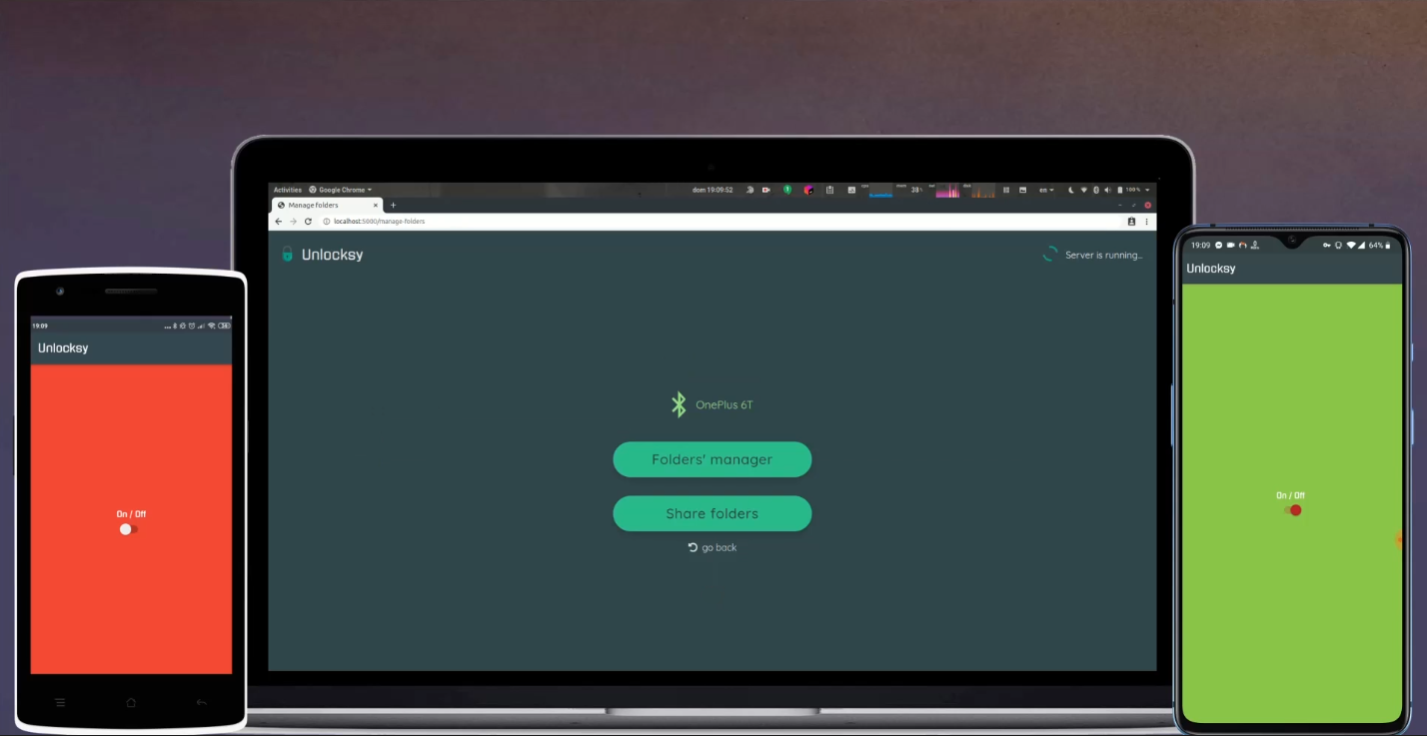 Activities Google Chrome
dom 19:09:52
en
100%
Manage folders
localhost:5000/manage-folders
Unlocksy
Server is running...
OnePlus 6T
Folders' manager
Share folders
go back
19:09
Unlocksy
On / Off
19:09
64%
Unlocksy
On / Off